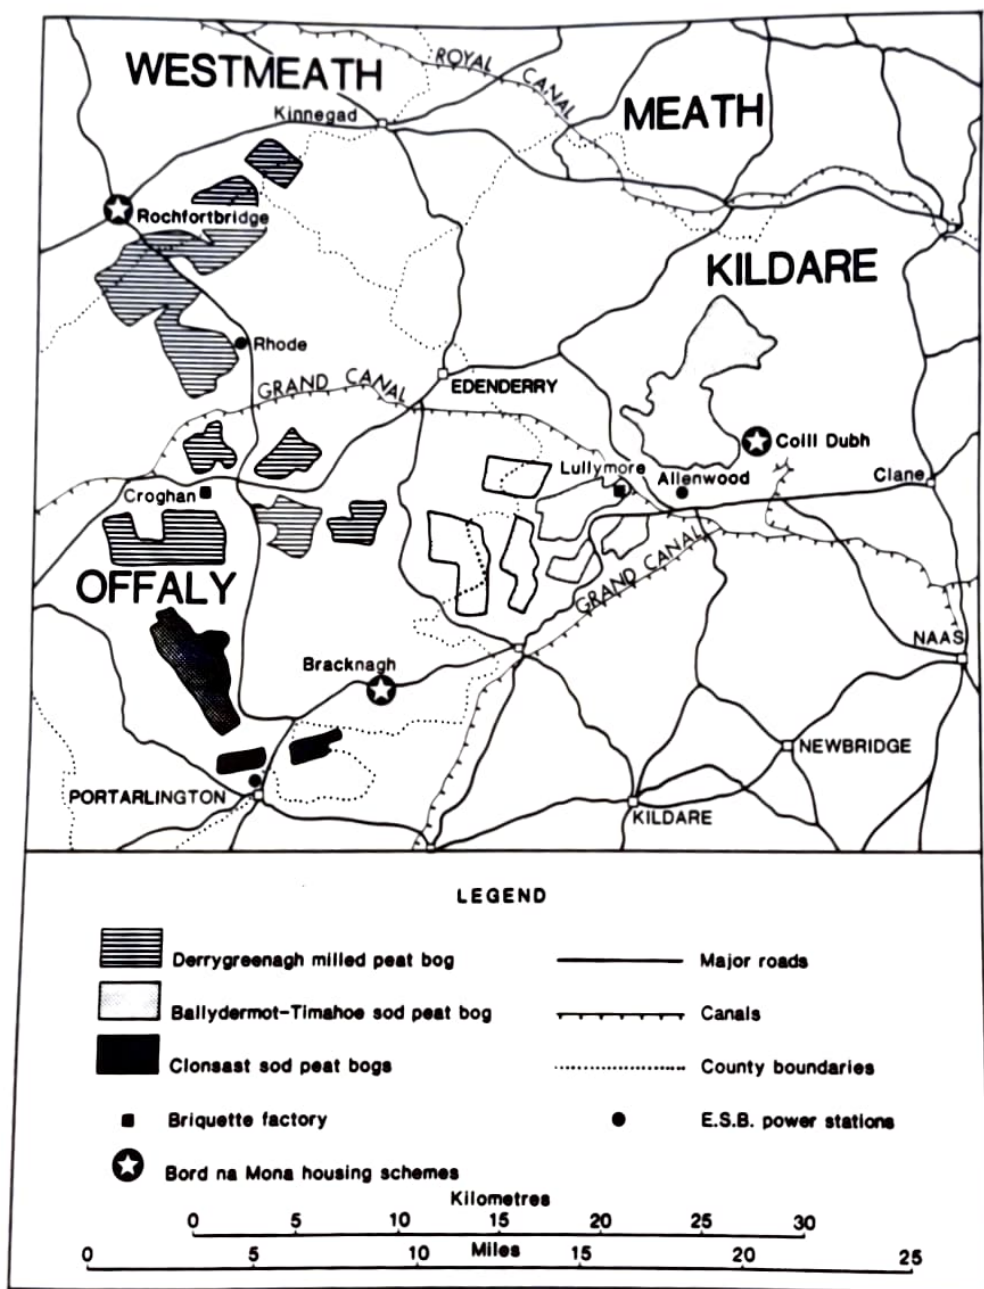 WESTMEATH
ROYAL CANAL
MEATH
Kinnegad
Rochfortbridge
KILDARE
Rhode
GRAND CANAL
EDENDERRY
Coill Dubh
Lullymore
Allenwood
Clane
Croghan
GRAND CANAL
OFFALY
NAAS
Bracknagh
NEWBRIDGE
PORTARLINGTON
KILDARE
LEGEND
Derrygreenagh milled peat bog
Major roads
Ballydermot-Timahoe sod peat bog
Canals
Clonsast sod peat bogs
County boundaries
Briquette factory
E.S.B. power stations
Bord na Mona housing schemes
Kilometres
0 5 10 15 20 25 30
Miles
0 5 10 15 20 25